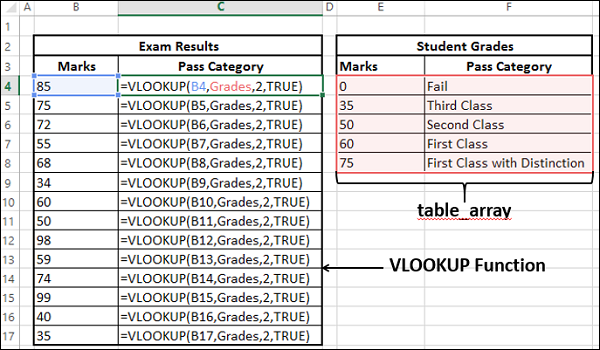 B C D E F
1
2 Exam Results Student Grades
3 Marks Pass Category Marks Pass Category
4 85 =VLOOKUP(B4,Grades,2,TRUE) 0 Fail
5 75 =VLOOKUP(B5,Grades,2,TRUE) 35 Third Class
6 72 =VLOOKUP(B6,Grades,2,TRUE) 50 Second Class
7 55 =VLOOKUP(B7,Grades,2,TRUE) 60 First Class
8 68 =VLOOKUP(B8,Grades,2,TRUE) 75 First Class with Distinction
9 34 =VLOOKUP(B9,Grades,2,TRUE)
10 60 =VLOOKUP(B10,Grades,2,TRUE)
table_array
11 50 =VLOOKUP(B11,Grades,2,TRUE)
12 98 =VLOOKUP(B12,Grades,2,TRUE)
13 59 =VLOOKUP(B13,Grades,2,TRUE) VLOOKUP Function
14 74 =VLOOKUP(B14,Grades,2,TRUE)
15 99 =VLOOKUP(B15,Grades,2,TRUE)
16 40 =VLOOKUP(B16,Grades,2,TRUE)
17 35 =VLOOKUP(B17,Grades,2,TRUE)